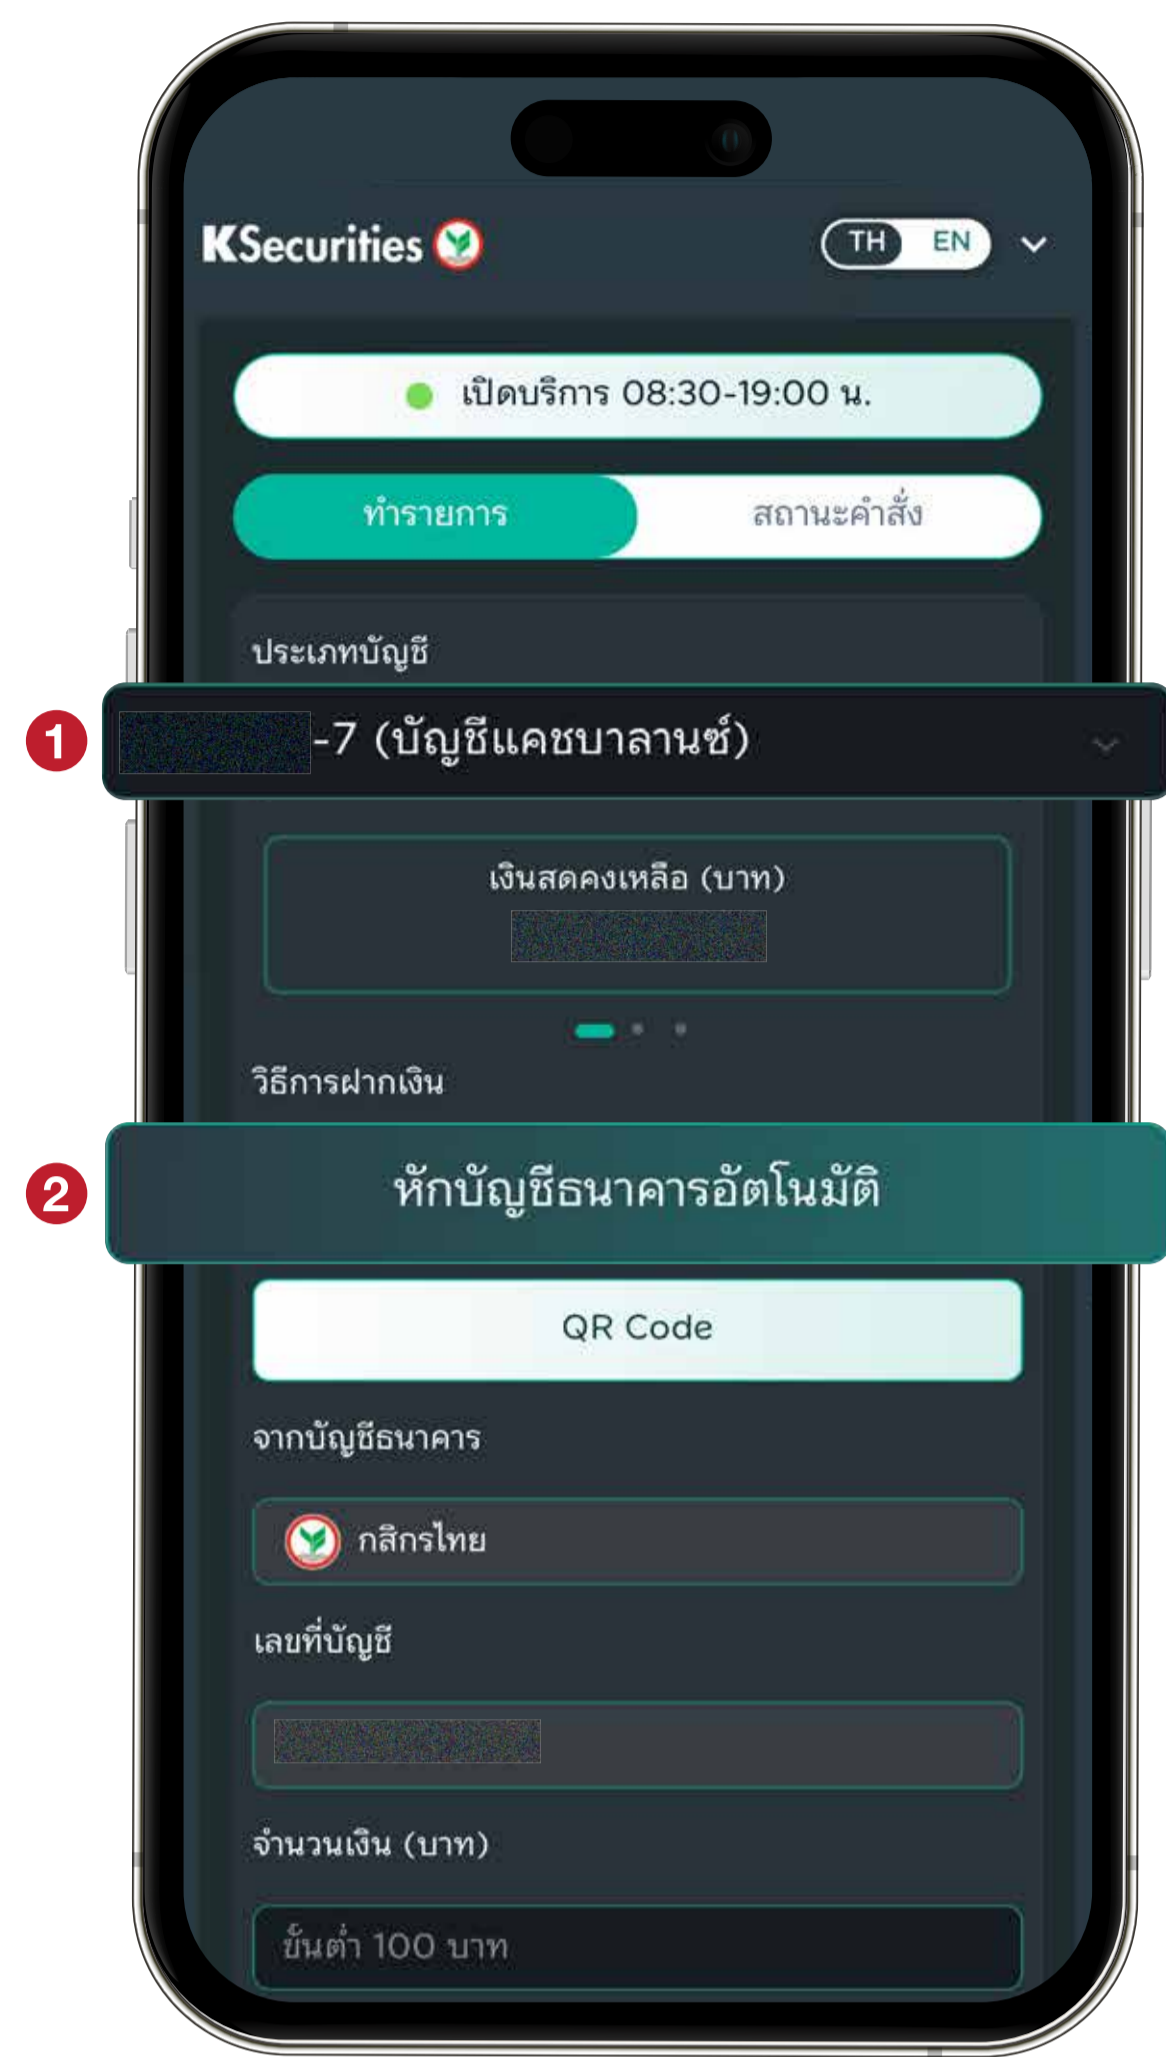 KSecurities
TH EN
เปิดบริการ 08:30-19:00 น.
ทำรายการ สถานะคำสั่ง
ประเภทบัญชี
1 -7 (บัญชีแคชบาลานซ์)
เงินสดคงเหลือ (บาท)
วิธีการฝากเงิน
2 หักบัญชีธนาคารอัตโนมัติ
QR Code
จากบัญชีธนาคาร
กสิกรไทย
เลขที่บัญชี
จำนวนเงิน (บาท)
ขั้นต่ำ 100 บาท